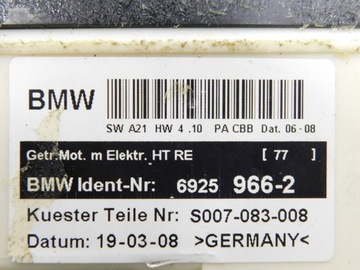 BMW
SW A21 HW 4 .10 PA CBB Dat. 06-08
Getr.Mot. m Elektr. HT RE [ 77 ]
BMW Ident-Nr: 6925 966-2
Kuester Teile Nr: S007-083-008
Datum: 19-03-08 >GERMANY<